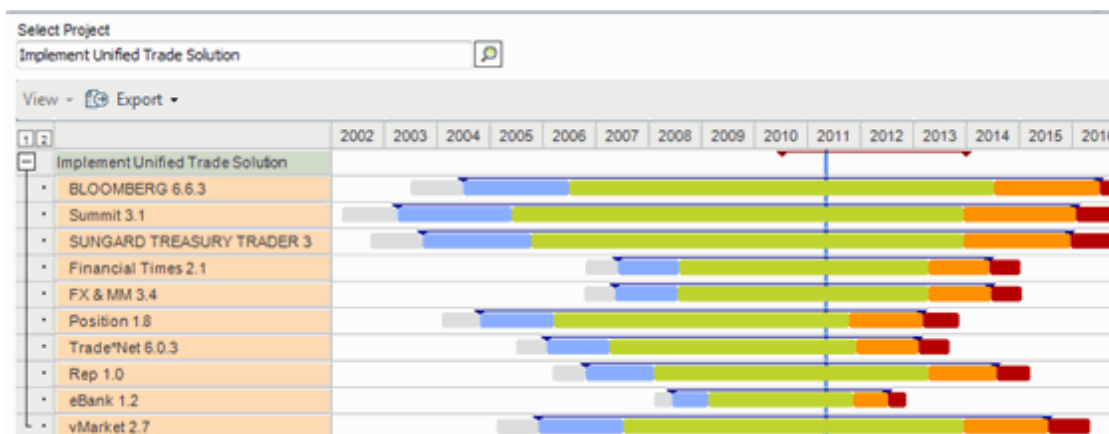 Select Project
Implement Unified Trade Solution
View Export
1 2 2002 2003 2004 2005 2006 2007 2008 2009 2010 2011 2012 2013 2014 2015 2016
Implement Unified Trade Solution
BLOOMBERG 6.6.3
Summit 3.1
SUNGARD TREASURY TRADER 3
Financial Times 2.1
FX & MM 3.4
Position 1.8
Trade*Net 6.0.3
Rep 1.0
eBank 1.2
vMarket 2.7